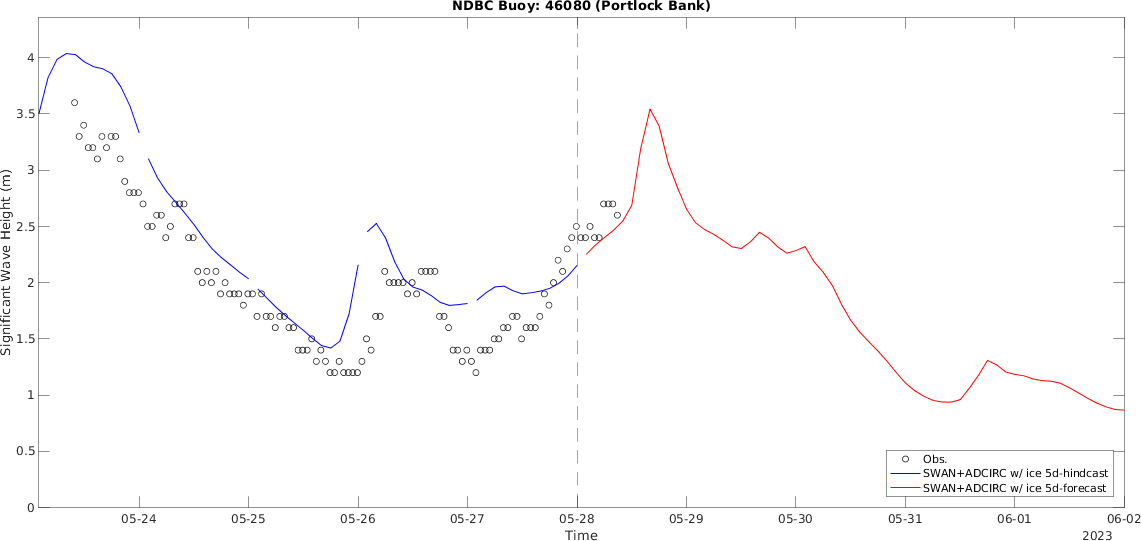 NDBC Buoy: 46080 (Portlock Bank)
Significant Wave Height (m)
4
3.5
3
2.5
2
1.5
1
0.5
0
Obs.
SWAN+ADCIRC w/ ice 5d-hindcast
SWAN+ADCIRC w/ ice 5d-forecast
05-24 05-25 05-26 05-27 05-28 05-29 05-30 05-31 06-01 06-02
Time
2023